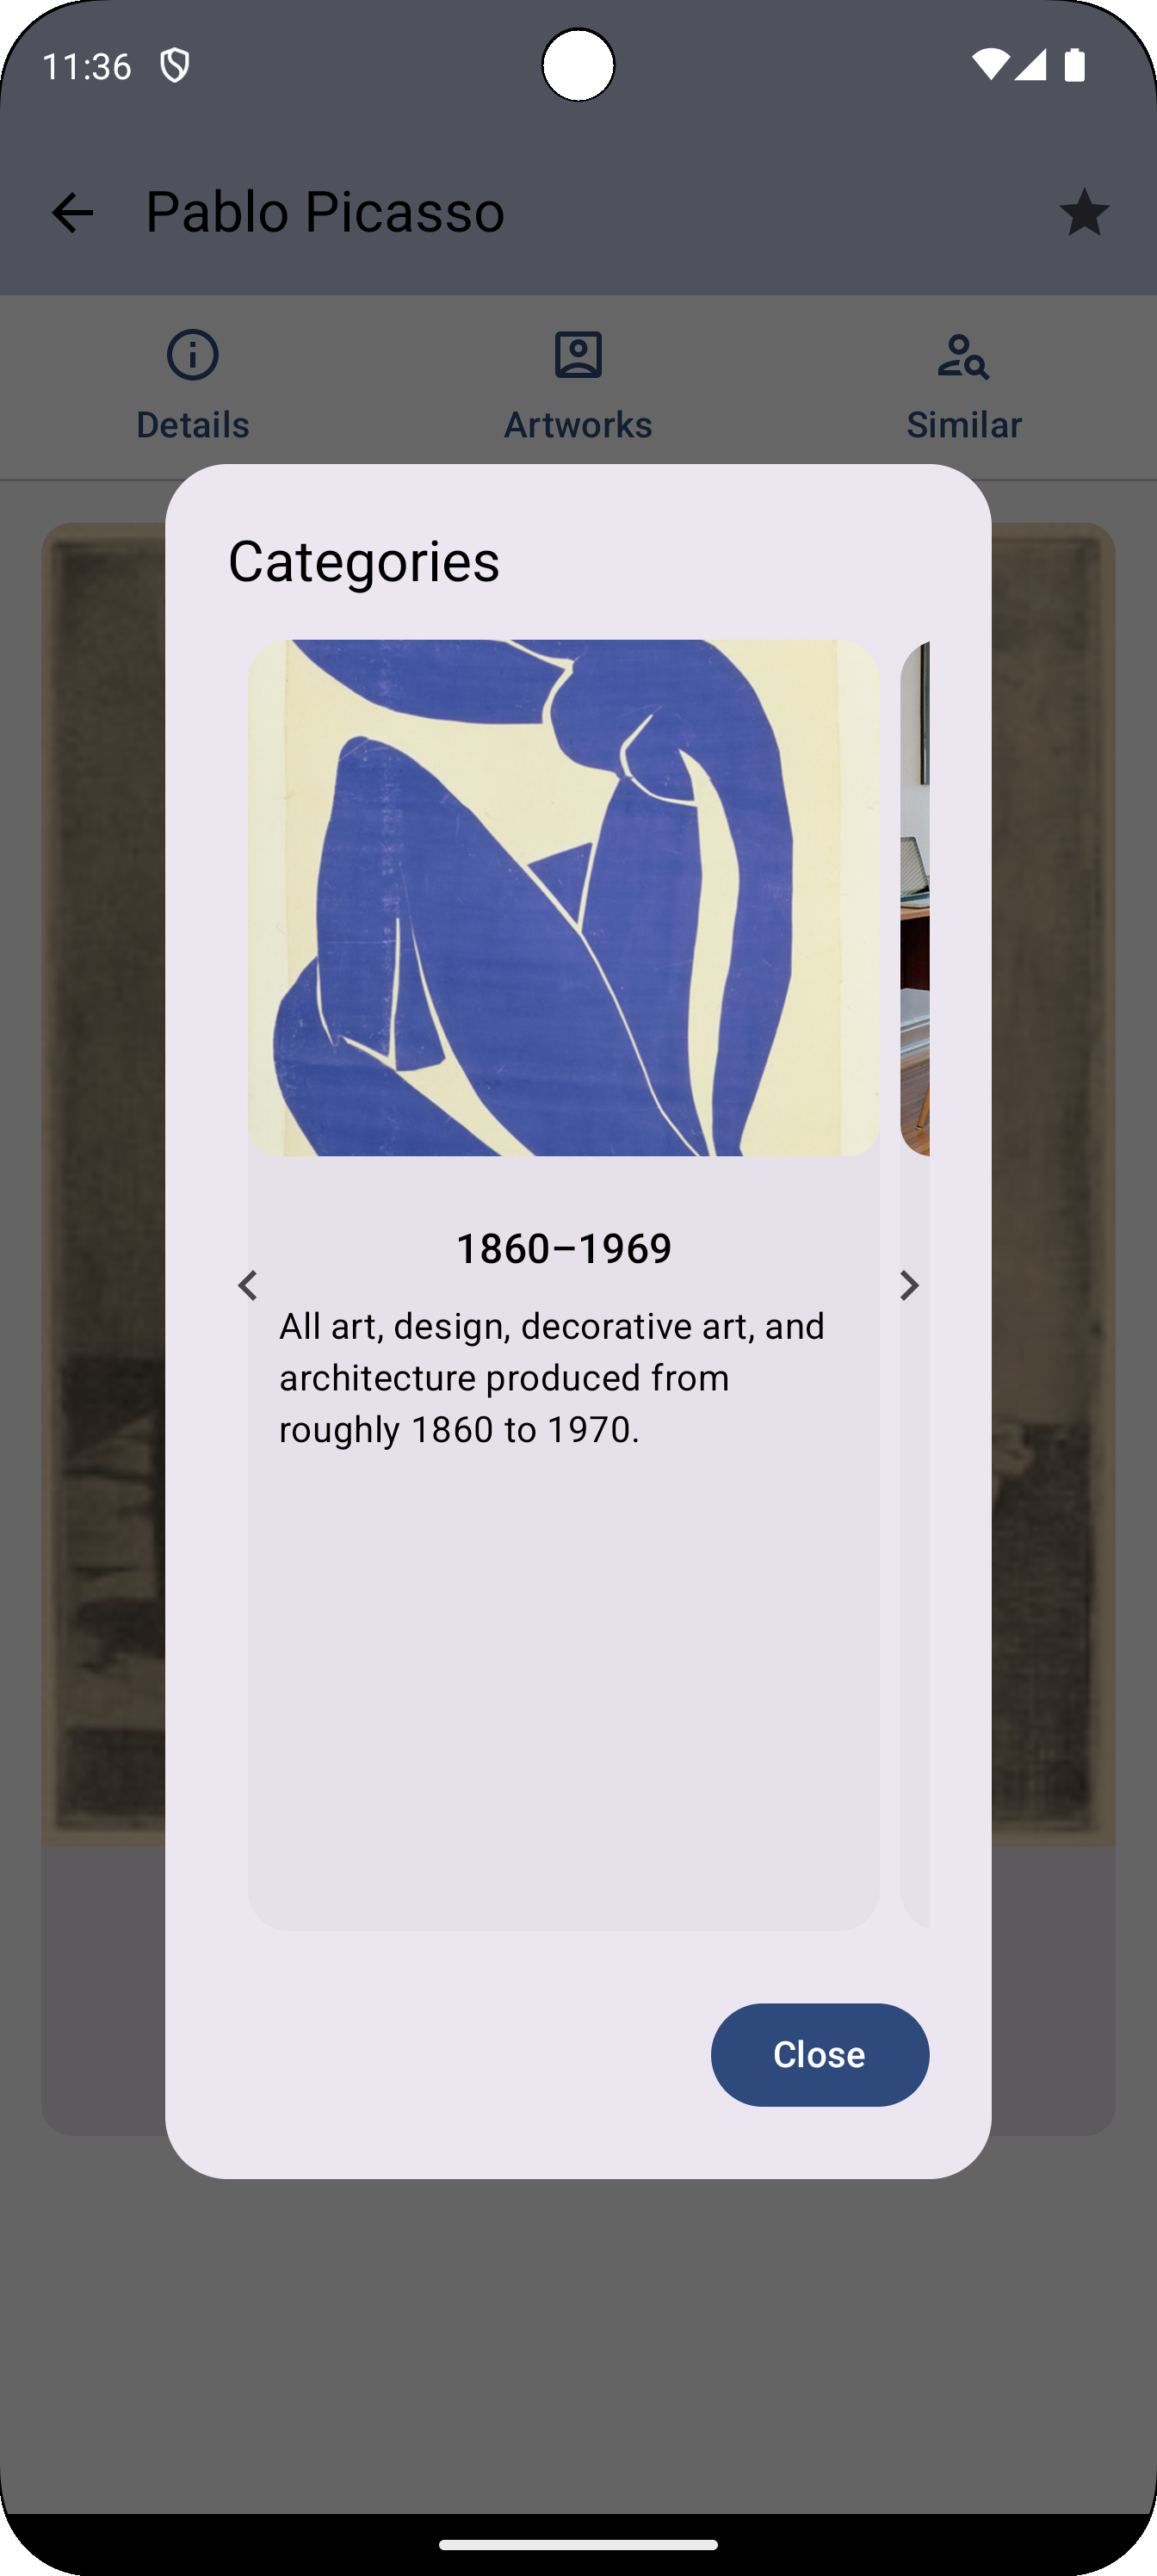 11:36
Pablo Picasso
Details
Artworks
Similar
Categories
1860–1969
All art, design, decorative art, and
architecture produced from
roughly 1860 to 1970.
Close